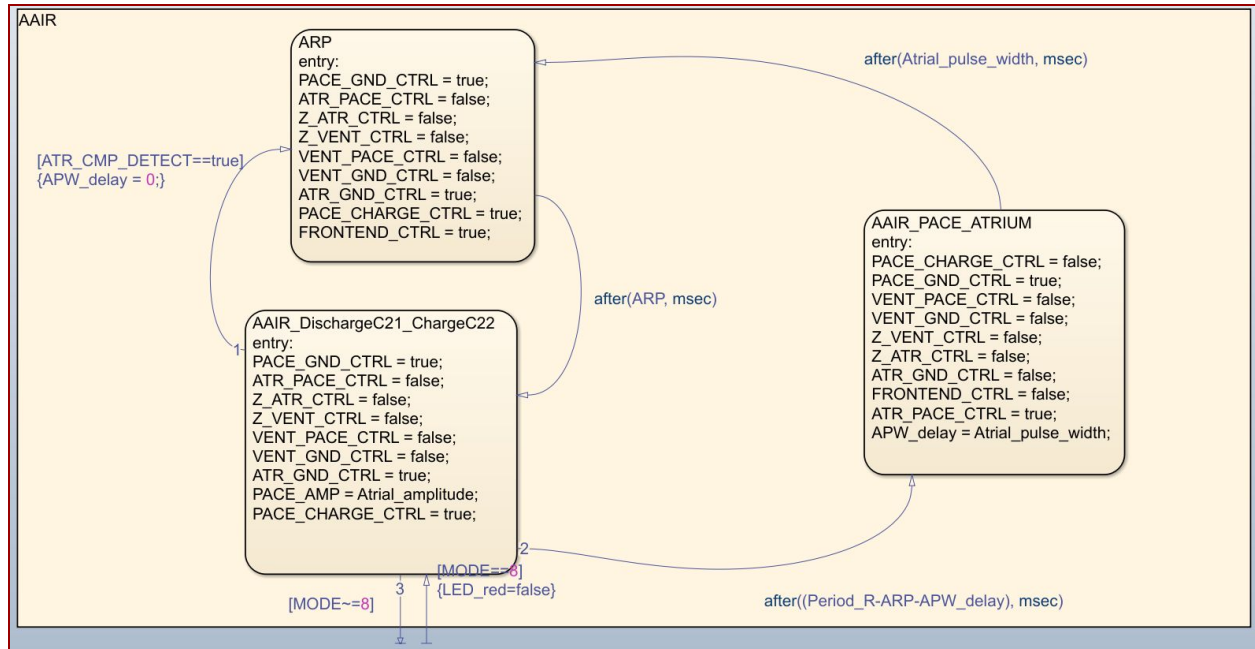 AAIR
ARP
entry:
PACE_GND_CTRL = true;
ATR_PACE_CTRL = false;
Z_ATR_CTRL = false;
Z_VENT_CTRL = false;
VENT_PACE_CTRL = false;
VENT_GND_CTRL = false;
ATR_GND_CTRL = true;
PACE_CHARGE_CTRL = true;
FRONTEND_CTRL = true;
after(Atrial_pulse_width, msec)
[ATR_CMP_DETECT==true]
{APW_delay = 0;}
AAIR_PACE_ATRIUM
entry:
PACE_CHARGE_CTRL = false;
PACE_GND_CTRL = true;
VENT_PACE_CTRL = false;
VENT_GND_CTRL = false;
Z_VENT_CTRL = false;
Z_ATR_CTRL = false;
ATR_GND_CTRL = false;
FRONTEND_CTRL = false;
ATR_PACE_CTRL = true;
APW_delay = Atrial_pulse_width;
after(ARP, msec)
AAIR_DischargeC21_ChargeC22
entry:
PACE_GND_CTRL = true;
ATR_PACE_CTRL = false;
Z_ATR_CTRL = false;
Z_VENT_CTRL = false;
VENT_PACE_CTRL = false;
VENT_GND_CTRL = false;
ATR_GND_CTRL = true;
PACE_AMP = Atrial_amplitude;
PACE_CHARGE_CTRL = true;
1
2
3
[MODE==8]
{LED_red=false}
[MODE~=8]
after((Period_R-ARP-APW_delay), msec)